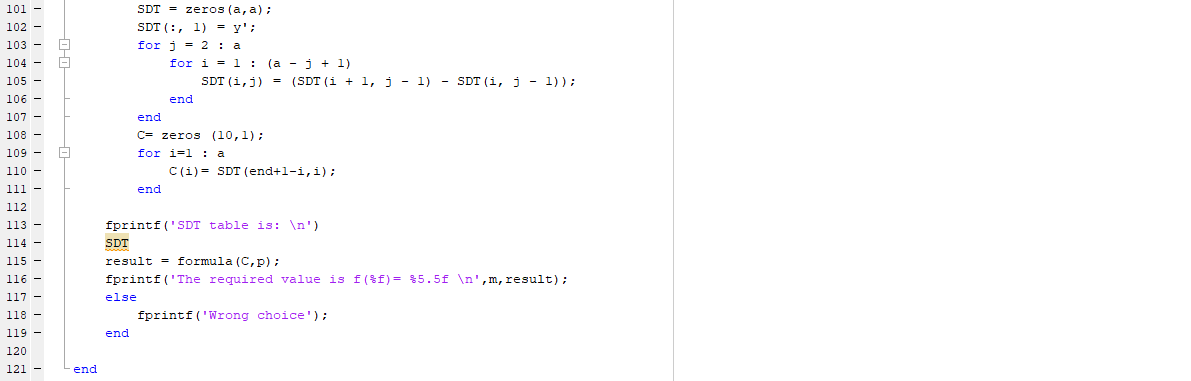 101 – SDT = zeros(a,a);
102 – SDT(:, 1) = y';
103 – for j = 2 : a
104 – for i = 1 : (a - j + 1)
105 – SDT(i,j) = (SDT(i + 1, j - 1) - SDT(i, j - 1));
106 – end
107 – end
108 – C= zeros (10,1);
109 – for i=1 : a
110 – C(i)= SDT(end+1-i,i);
111 – end
112
113 – fprintf('SDT table is: \n')
114 – SDT
115 – result = formula(C,p);
116 – fprintf('The required value is f(%f)= %5.5f \n',m,result);
117 – else
118 – fprintf('Wrong choice');
119 – end
120
121 – end